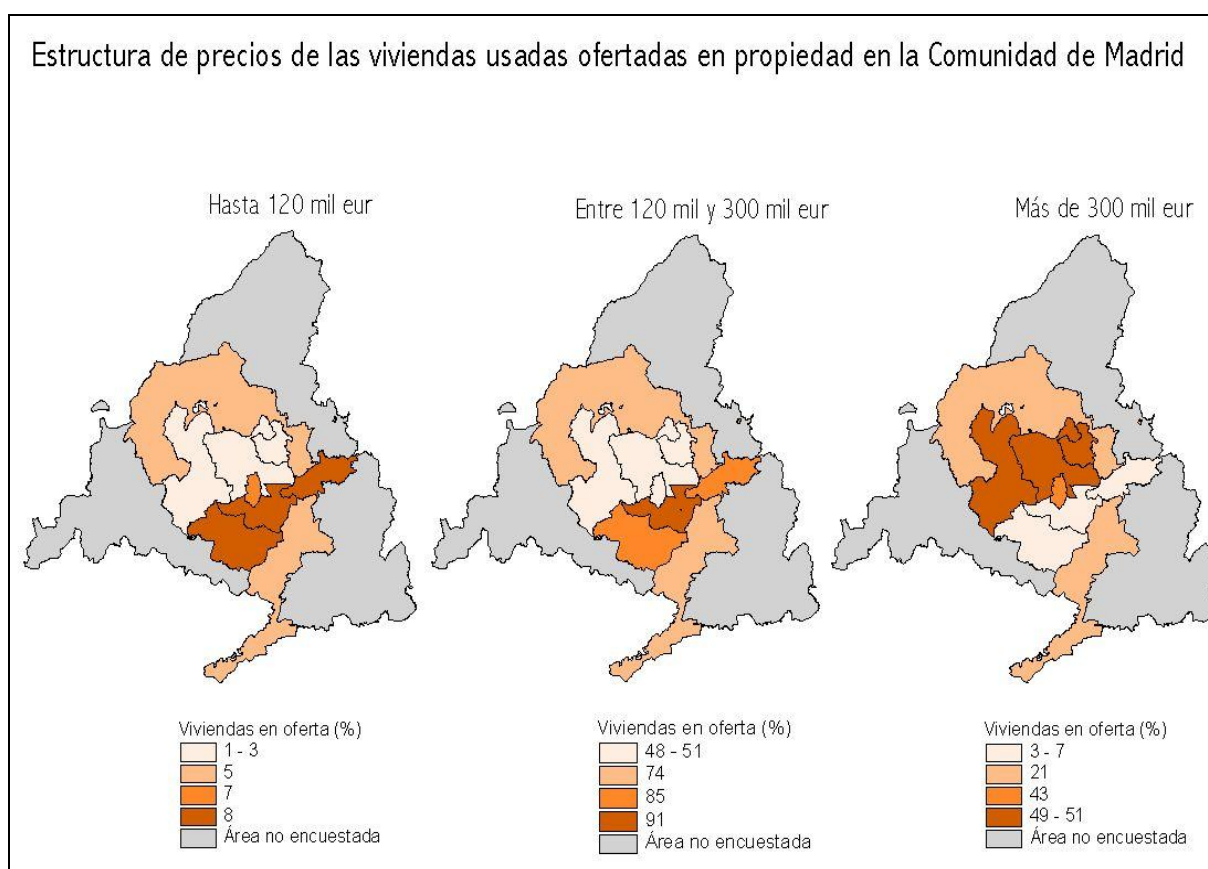 Estructura de precios de las viviendas usadas ofertadas en propiedad en la Comunidad de Madrid
Hasta 120 mil eur
Entre 120 mil y 300 mil eur
Más de 300 mil eur
Viviendas en oferta (%)
1 - 3
5
7
8
Área no encuestada
Viviendas en oferta (%)
48 - 51
74
85
91
Área no encuestada
Viviendas en oferta (%)
3 - 7
21
43
49 - 51
Área no encuestada